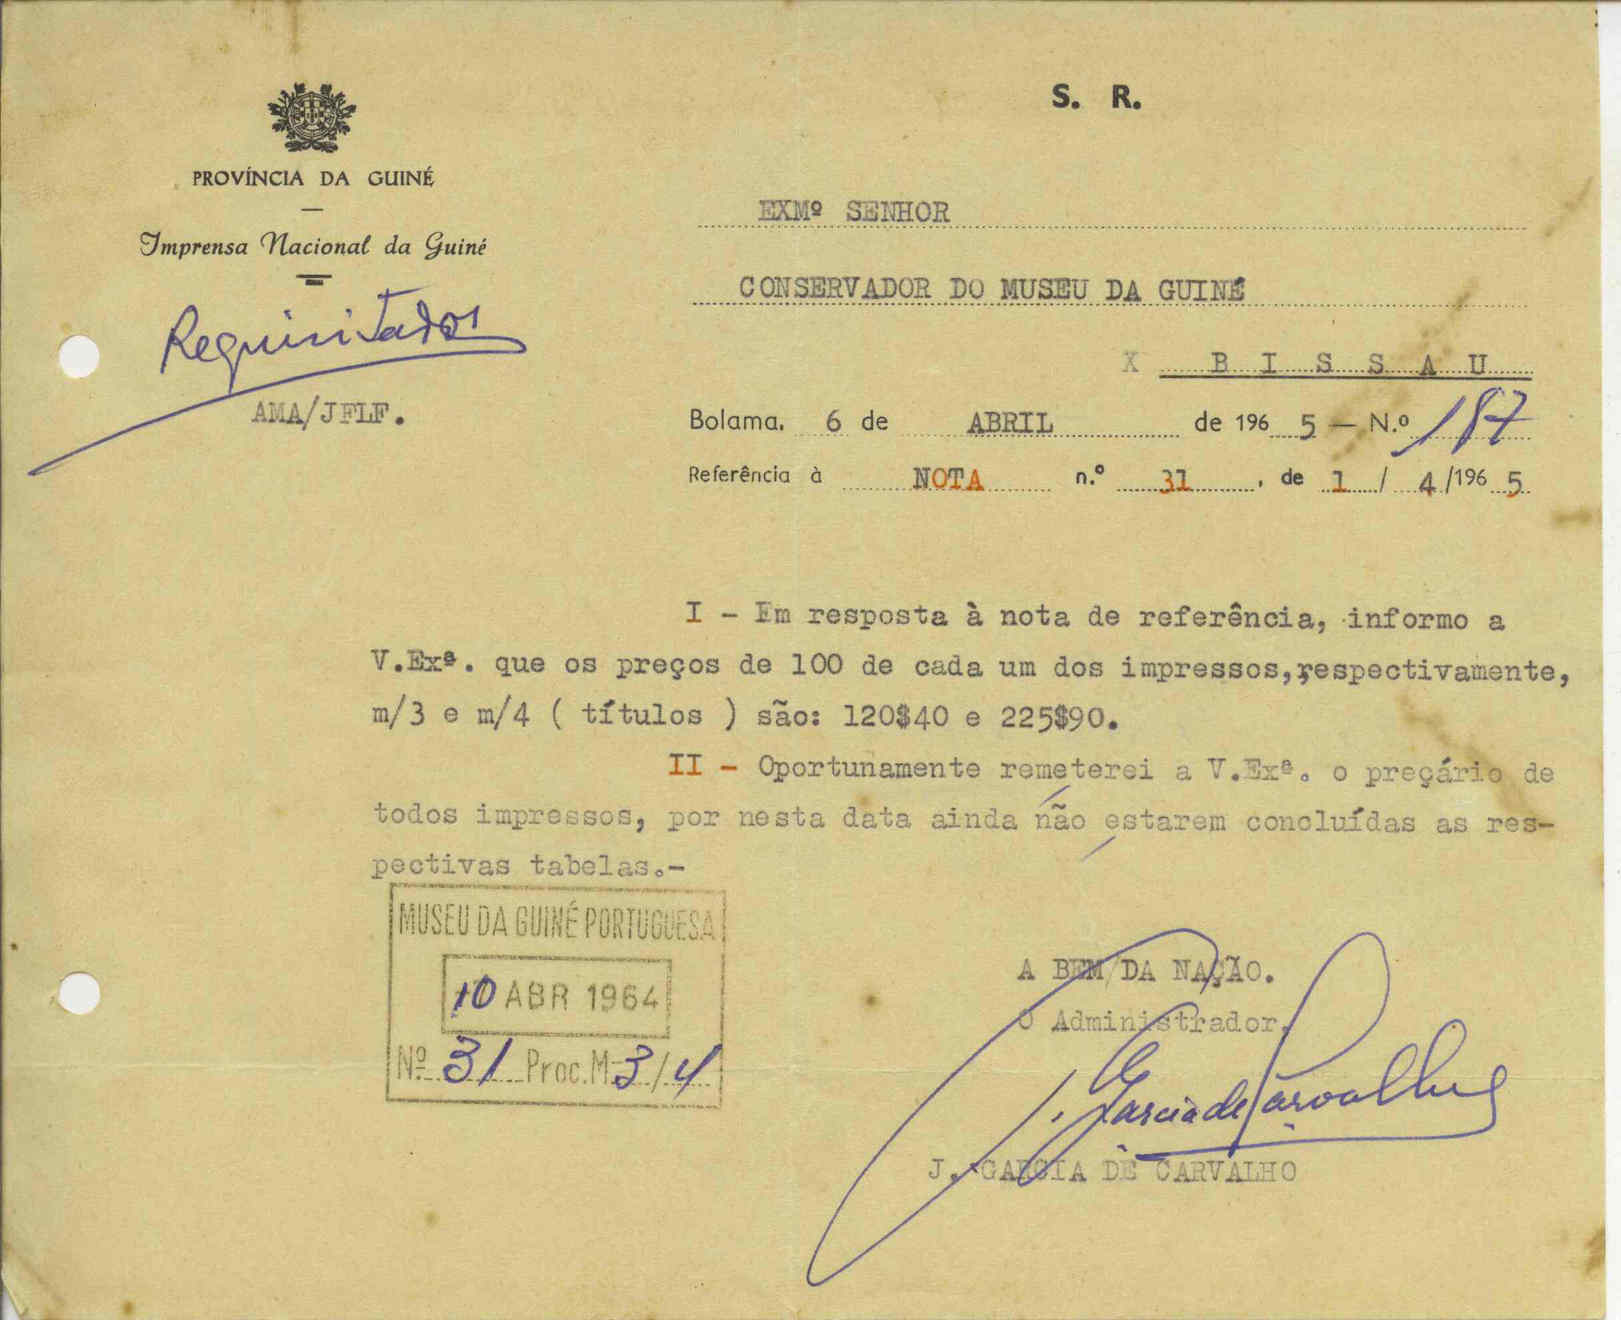 S. R.
PROVÍNCIA DA GUINÉ
Imprensa Nacional da Guiné
Requisitados
AMA/JFLF.
EXMº SENHOR
CONSERVADOR DO MUSEU DA GUINÉ
X B I S S A U
Bolama, 6 de ABRIL de 1965 — N.º 187
Referência à NOTA n.º 31, de 1 / 4 /1965
I - Em resposta à nota de referência, informo a
V.Exª. que os preços de 100 de cada um dos impressos,respectivamente,
m/3 e m/4 ( títulos ) são: 120$40 e 225$90.
II - Oportunamente remeterei a V.Exª. o preçário de
todos impressos, por nesta data ainda não estarem concluídas as res-
pectivas tabelas.-
MUSEU DA GUINÉ PORTUGUESA
10 ABR 1964
Nº 31 Proc. M-3/4
A BEM DA NAÇÃO.
O Administrador,
J. Garcia de Carvalho
J. GARCIA DE CARVALHO